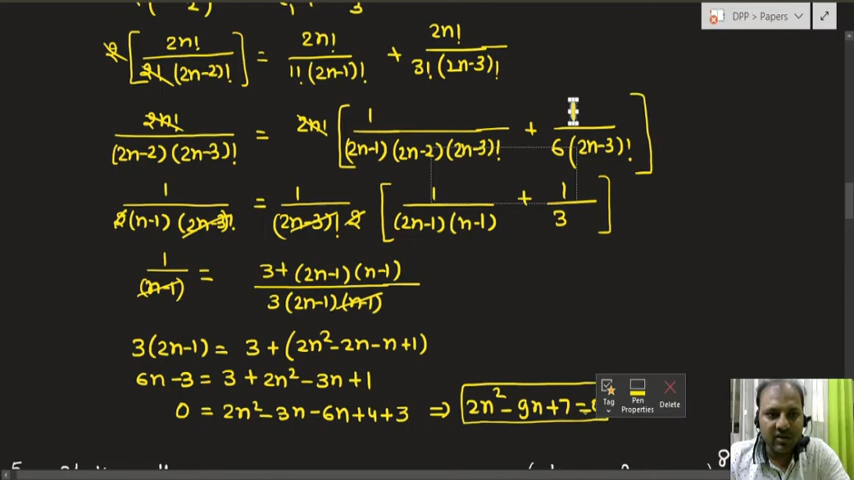 DPP > Papers
2[2n!/2!(2n-2)!] = 2n!/1!(2n-1)! + 2n!/3!(2n-3)!
2n!/(2n-2)(2n-3)! = 2n![1/(2n-1)(2n-2)(2n-3)! + 1/6(2n-3)!]
1/2(n-1)(2n-3)! = 1/(2n-3)!2 [1/(2n-1)(n-1) + 1/3]
1/(n-1) = 3+(2n-1)(n-1)/3(2n-1)(n-1)
3(2n-1) = 3+(2n²-2n-n+1)
6n-3 = 3+2n²-3n+1
0 = 2n²-3n-6n+4+3 ⇒ 2n²-9n+7=
Tag
Pen Properties
Delete